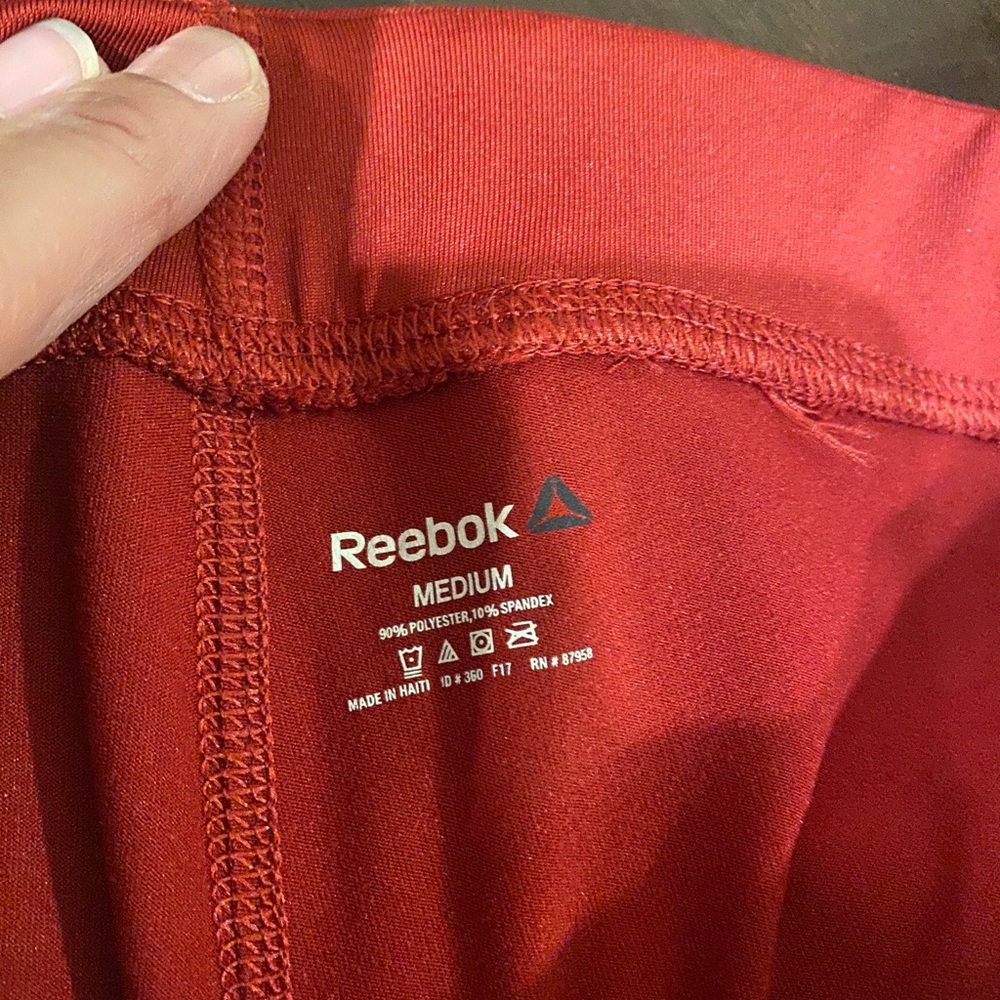 Reebok
MEDIUM
90% POLYESTER,10% SPANDEX
MADE IN HAITI ID # 360 F17 RN # 87958